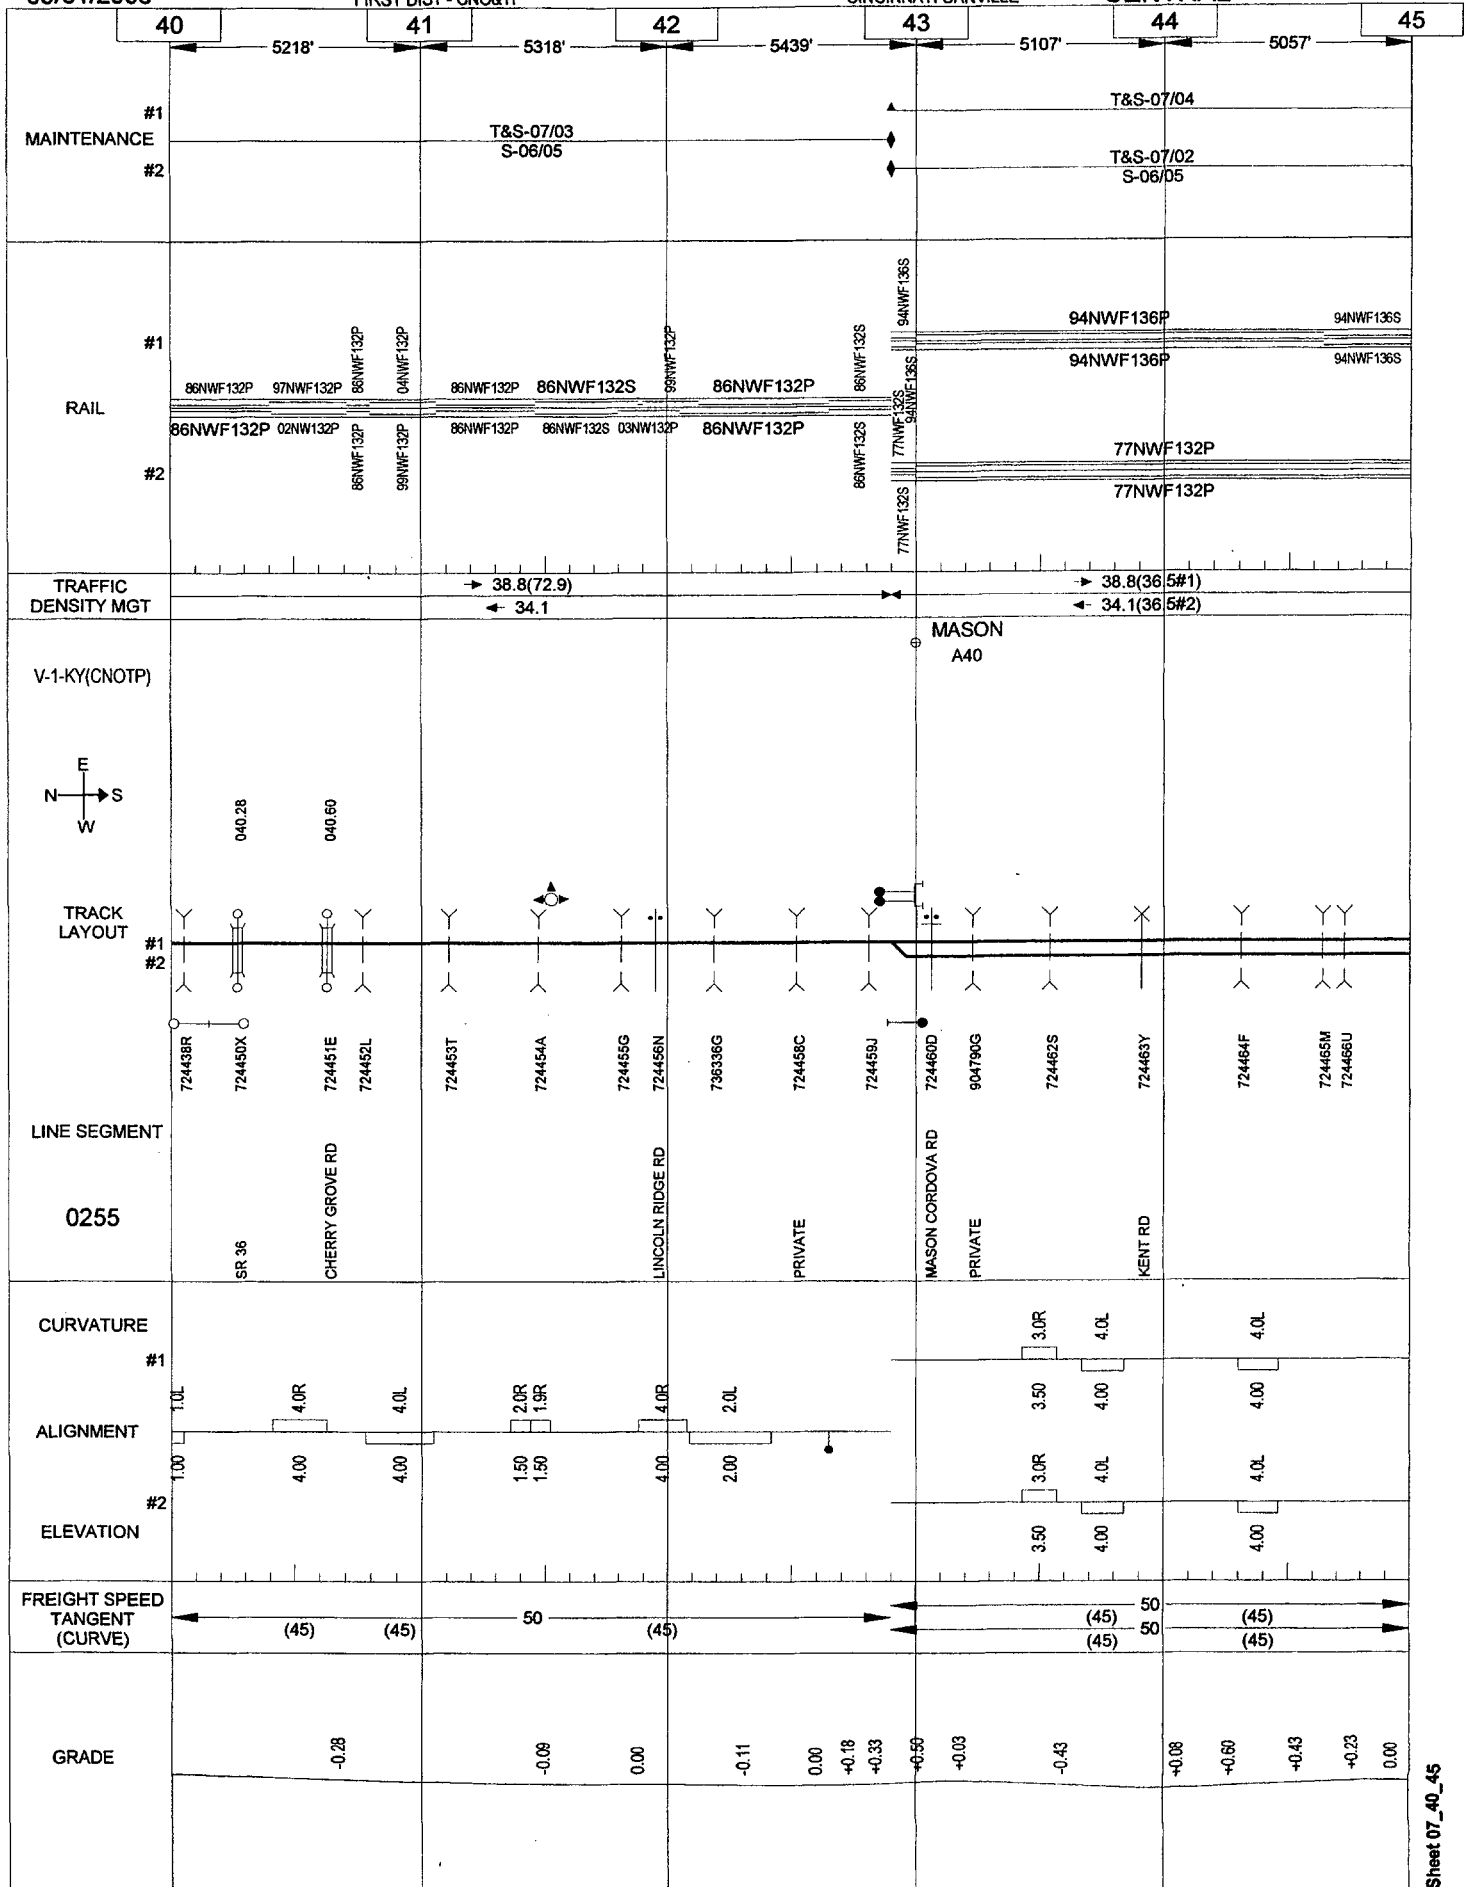 FIRST DIST - CNO&TP
40 41 42 43 44 45
5218' 5318' 5439' 5107' 5057'
#1
MAINTENANCE
#2
T&S-07/03
S-06/05
T&S-07/04
T&S-07/02
S-06/05
#1
RAIL
#2
86NWF132P 97NWF132P 86NWF132P 04NWF132P 86NWF132P 86NWF132S 99NWF132P 86NWF132P 86NWF132S
86NWF132P 02NW132P 86NWF132P 99NWF132P 86NWF132P 86NWF132S 03NW132P 86NWF132P 86NWF132S
94NWF136S 94NWF136P 94NWF136S
94NWF136S 94NWF136P 94NWF136S
77NWF132S 77NWF132P
77NWF132S 77NWF132P
TRAFFIC
DENSITY MGT
38.8(72.9)
34.1
38.8(36.5#1)
34.1(36.5#2)
MASON
A40
V-1-KY(CNOTP)
E
N S
W
040.28 040.60
TRACK
LAYOUT
#1
#2
724438R 724450X 724451E 724452L 724453T 724454A 724455G 724456N 736336G 724458C 724459J 724460D 904790G 724462S 724463Y 724464F 724465M 724466U
LINE SEGMENT
0255
SR 36
CHERRY GROVE RD
LINCOLN RIDGE RD
PRIVATE
MASON CORDOVA RD
PRIVATE
KENT RD
CURVATURE
#1
3.0R 4.0L 4.0L
3.50 4.00 4.00
ALIGNMENT
1.0L 4.0R 4.0L 2.0R 1.9R 4.0R 2.0L
1.00 4.00 4.00 1.50 1.50 4.00 2.00
#2
ELEVATION
3.0R 4.0L 4.0L
3.50 4.00 4.00
FREIGHT SPEED
TANGENT
(CURVE)
50
(45) (45) (45)
50
(45) (45)
50
(45) (45)
GRADE
-0.28 -0.09 0.00 -0.11 0.00 +0.18 +0.33 +0.50 +0.03 -0.43 +0.08 +0.60 +0.43 +0.23 0.00
Sheet 07_40_45